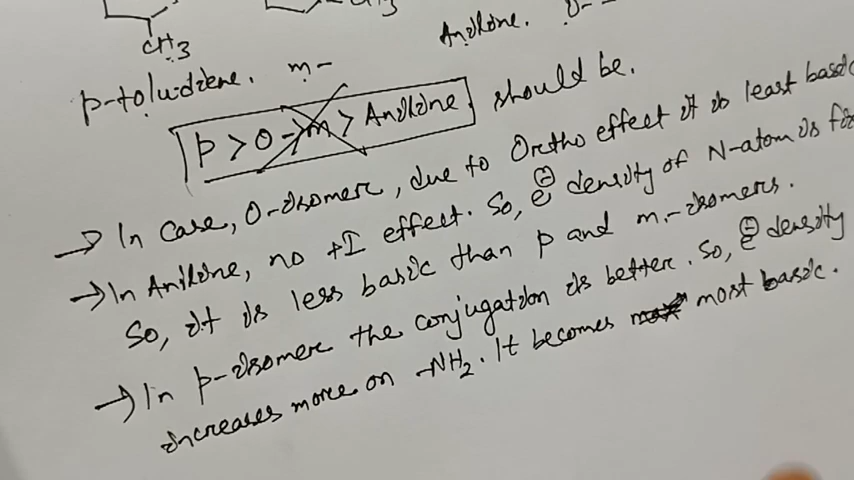 CH3
CH3
Aniline. O-
p-toluidiene. m-
p > O- > m > Aniline should be.
→ In Case, O-isomer, due to Ortho effect it is least basic
→ In Aniline, no +I effect. So, e⊖ density of N-atom is
So, it is less basic than p and m-isomers.
→ In p-isomer the conjugation is better. So, e⊖ density
increases more on -NH2. It becomes most basic.